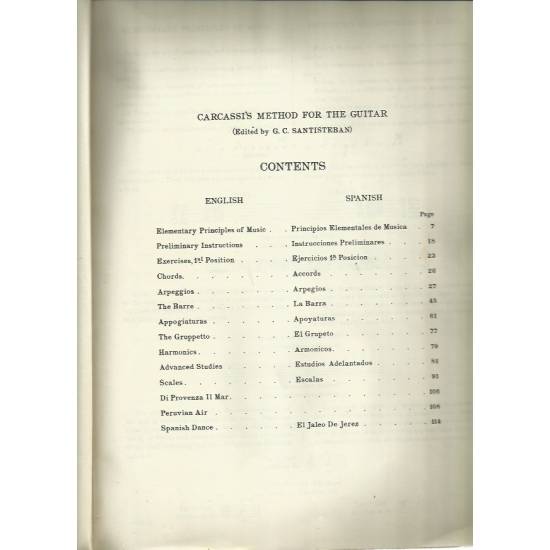 CARCASSI'S METHOD FOR THE GUITAR
(Edited by G. C. SANTISTEBAN)
CONTENTS
ENGLISH SPANISH
Page
Elementary Principles of Music . . Principios Elementales de Musica . 7
Preliminary Instructions . . . Instrucciones Preliminares . . 18
Exercises, 1st Position . . . Ejercicios 1a Posicion . . . 23
Chords. . . . . . . Accords . . . . . . 26
Arpeggios . . . . . . Arpegios . . . . . . 27
The Barre . . . . . . La Barra . . . . . . 45
Appogiaturas . . . . . Apoyaturas . . . . . 61
The Gruppetto . . . . . El Grupeto . . . . . 77
Harmonics. . . . . . Armonicos. . . . . . 79
Advanced Studies . . . . Estudios Adelantados . . . 81
Scales . . . . . . . Escalas . . . . . . 91
Di Provenza Il Mar. . . . . . . . . . . 106
Peruvian Air . . . . . . . . . . . . 108
Spanish Dance . . . . . El Jaleo De Jerez . . . . 114